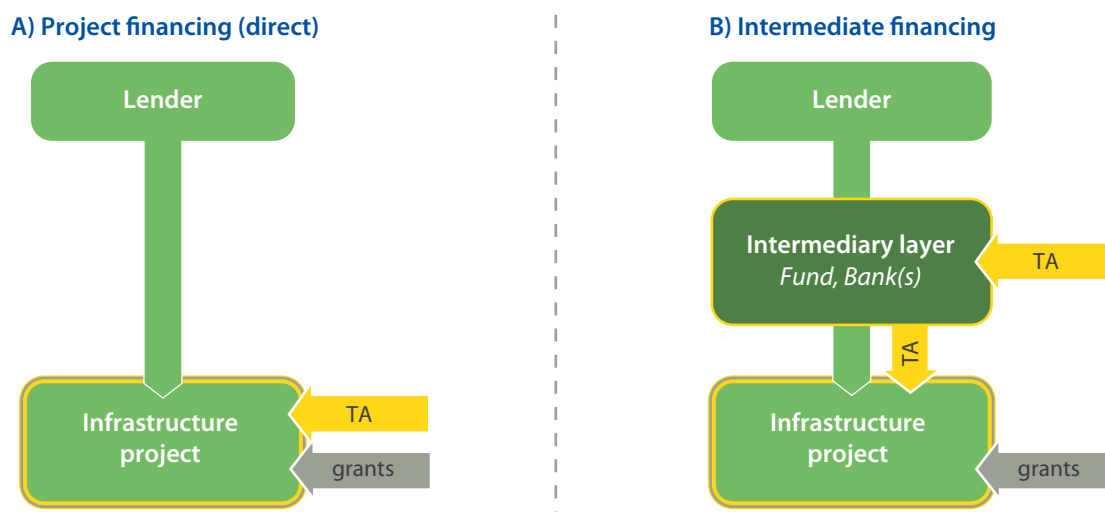 A) Project financing (direct)
Lender
Infrastructure
project
TA
grants
B) Intermediate financing
Lender
Intermediary layer
Fund, Bank(s)
TA
TA
Infrastructure
project
grants